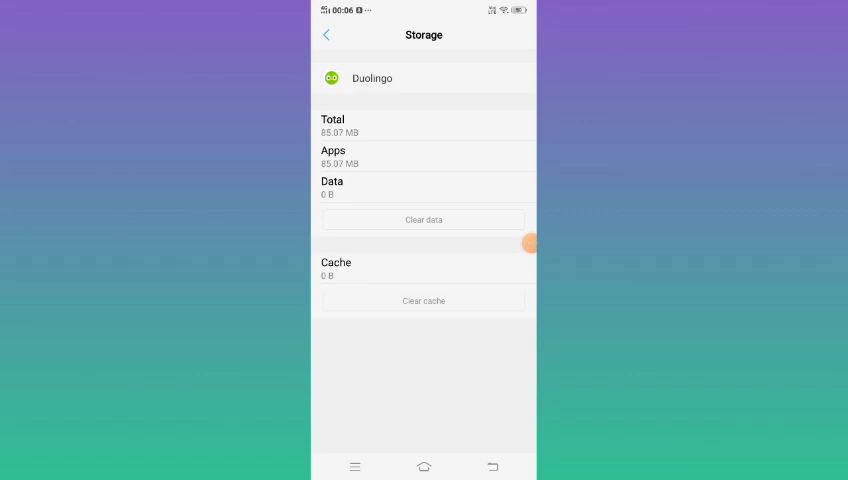 00:06
Storage
Duolingo
Total
85.07 MB
Apps
85.07 MB
Data
0 B
Clear data
Cache
0 B
Clear cache